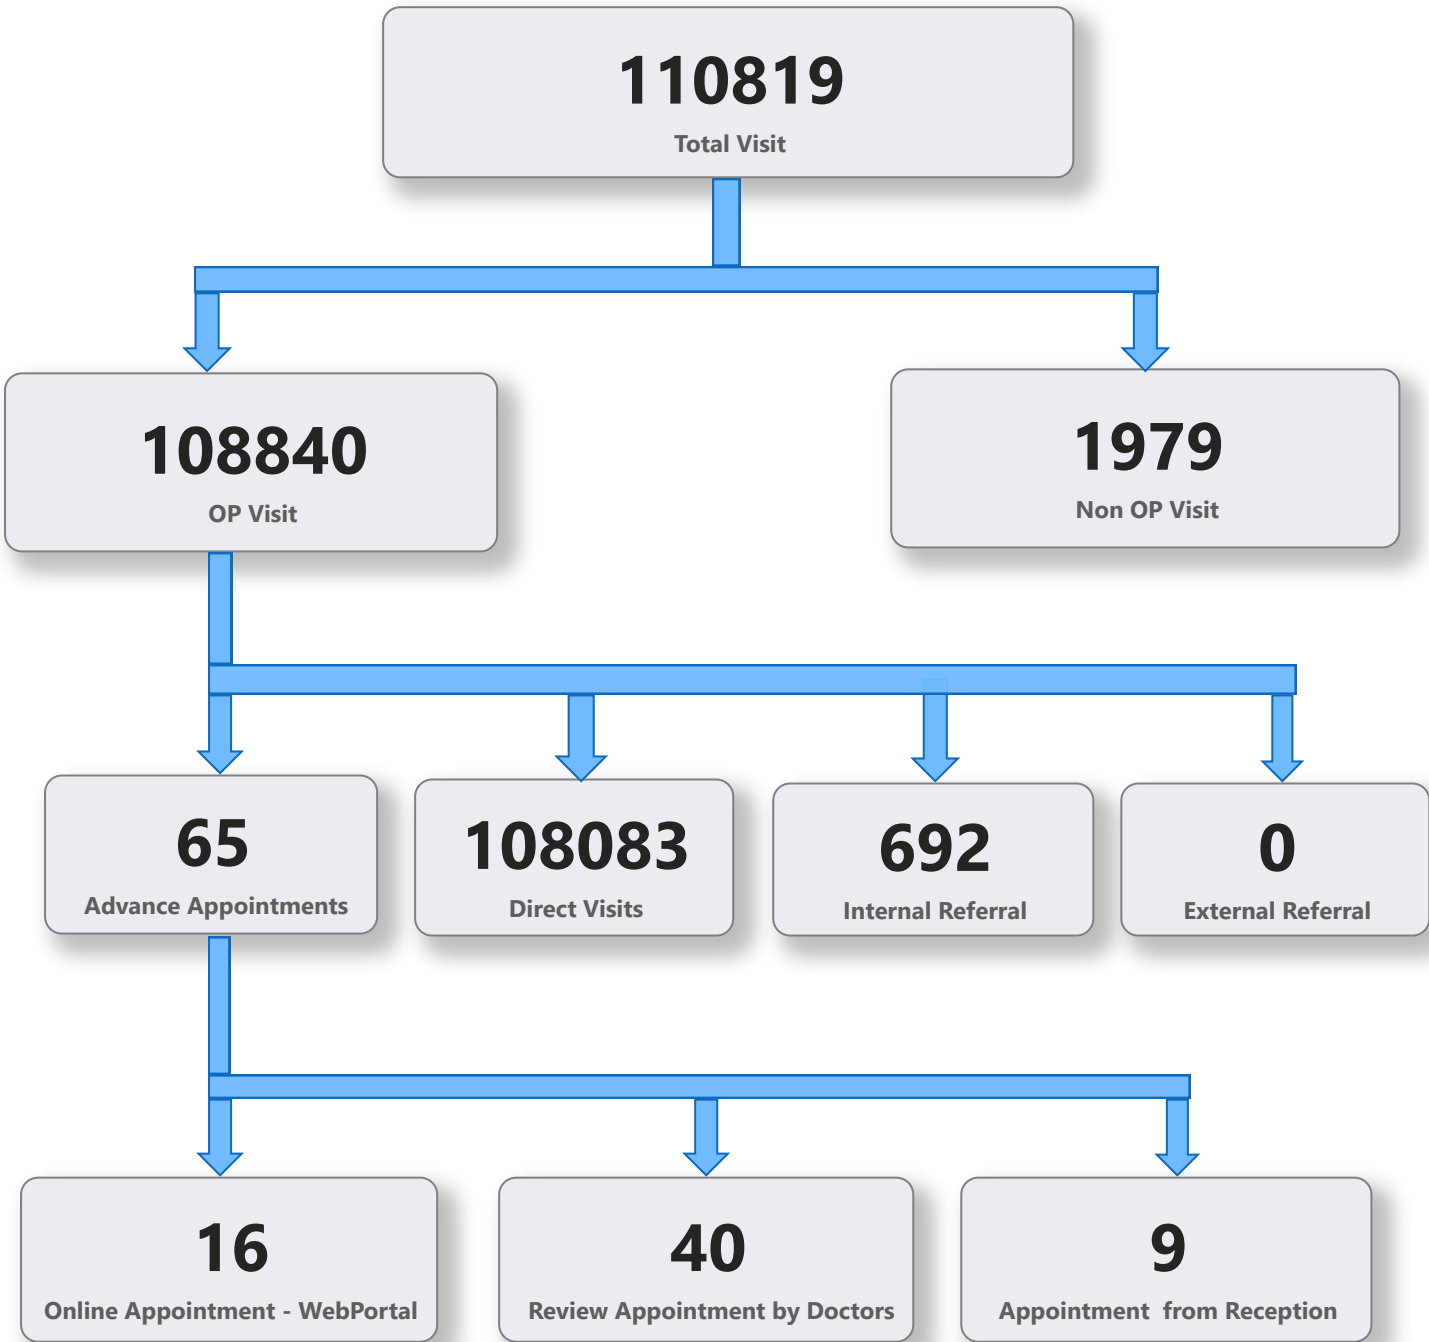 110819
Total Visit
108840
OP Visit
1979
Non OP Visit
65
Advance Appointments
108083
Direct Visits
692
Internal Referral
0
External Referral
16
Online Appointment - WebPortal
40
Review Appointment by Doctors
9
Appointment  from Reception